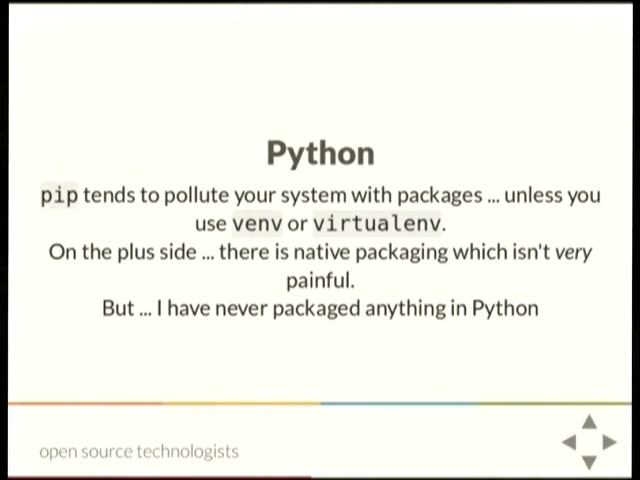 Python
pip tends to pollute your system with packages ... unless you
use venv or virtualenv.
On the plus side ... there is native packaging which isn't very
painful.
But ... I have never packaged anything in Python
open source technologists